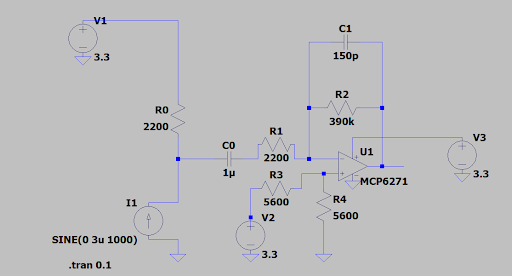 V1
3.3
C1
150p
R0
2200
R2
390k
C0
1µ
R1
2200
U1
MCP6271
V3
3.3
R3
5600
R4
5600
I1
SINE(0 3u 1000)
V2
3.3
.tran 0.1